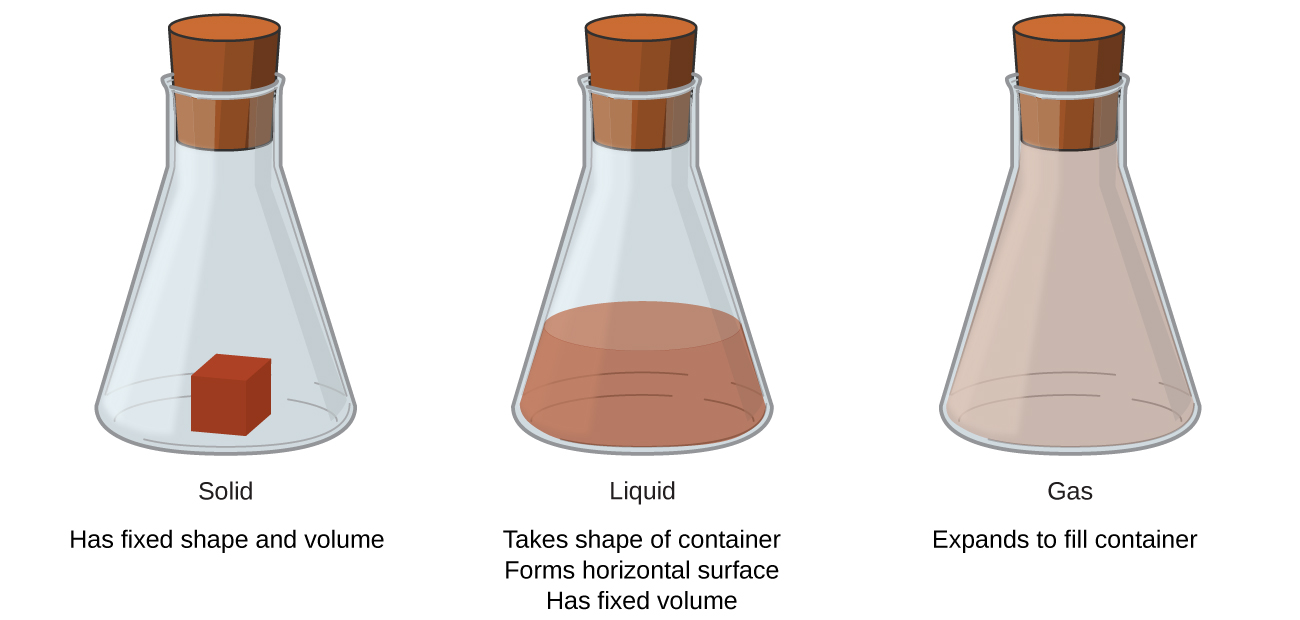 Solid
Has fixed shape and volume
Liquid
Takes shape of container
Forms horizontal surface
Has fixed volume
Gas
Expands to fill container